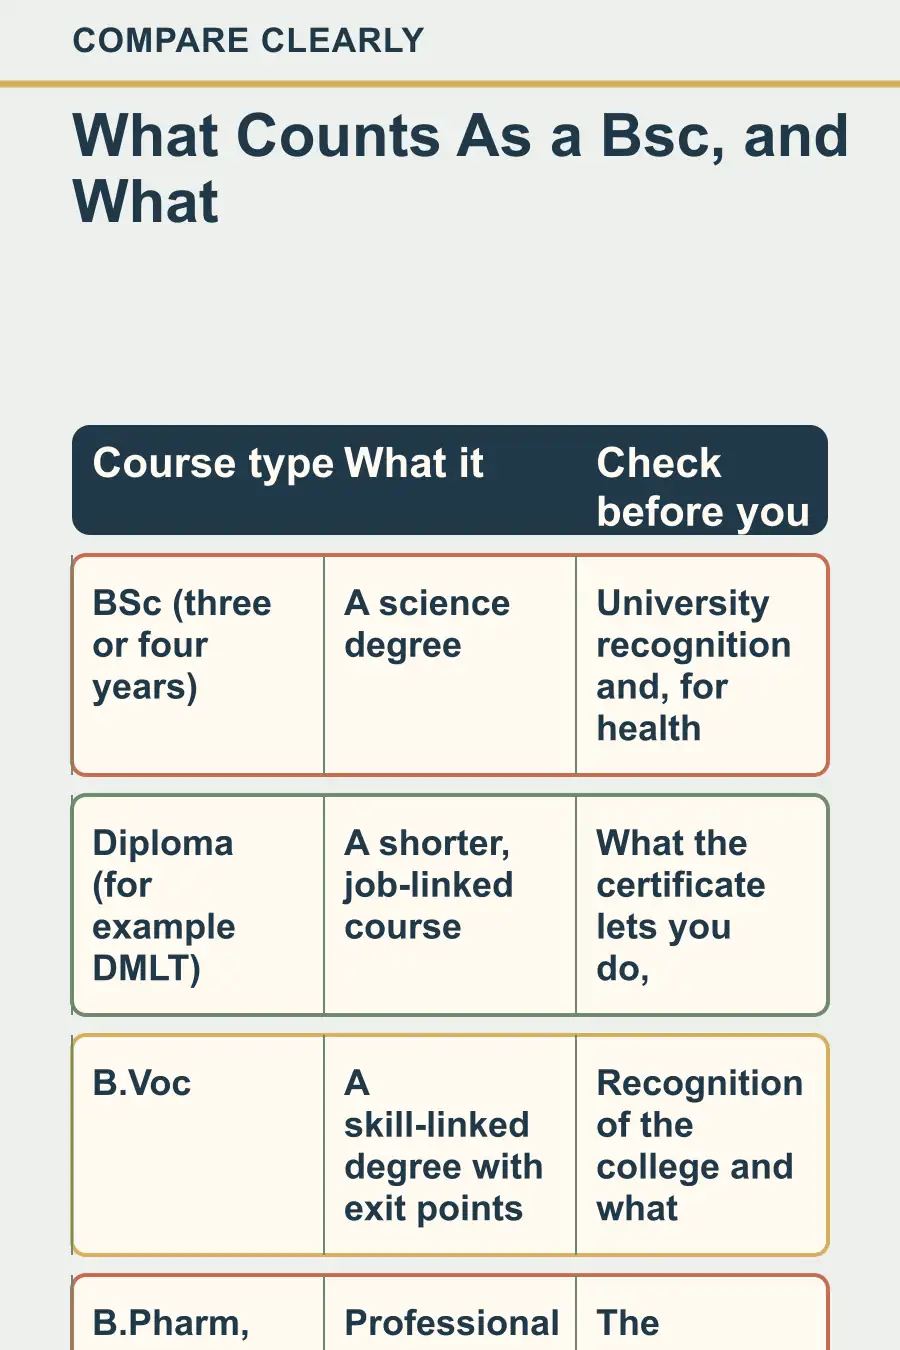 COMPARE CLEARLY
What Counts As a Bsc, and
What
Course type What it Check
before you
BSc (three
or four
years)
A science
degree
University
recognition
and, for
health
Diploma
(for
example
DMLT)
A shorter,
job-linked
course
What the
certificate
lets you
do,
B.Voc
A
skill-linked
degree with
exit points
Recognition
of the
college and
what
B.Pharm,
Professional
The